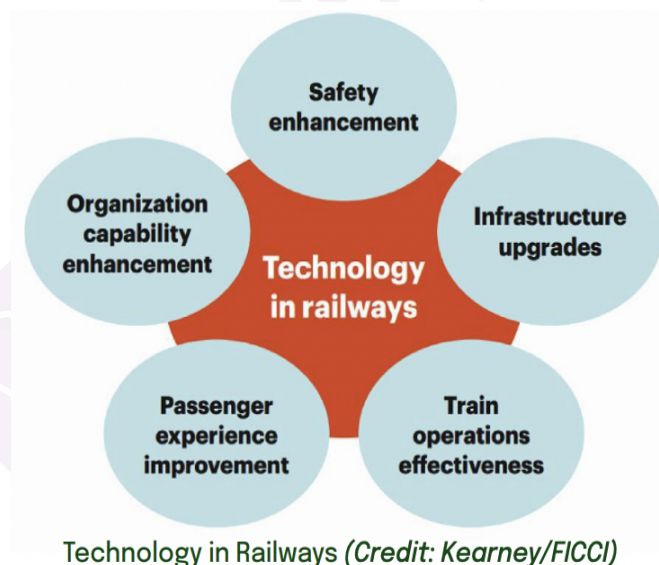 Safety
enhancement
Organization
capability
enhancement
Infrastructure
upgrades
Technology
in railways
Passenger
experience
improvement
Train
operations
effectiveness
Technology in Railways (Credit: Kearney/FICCI)